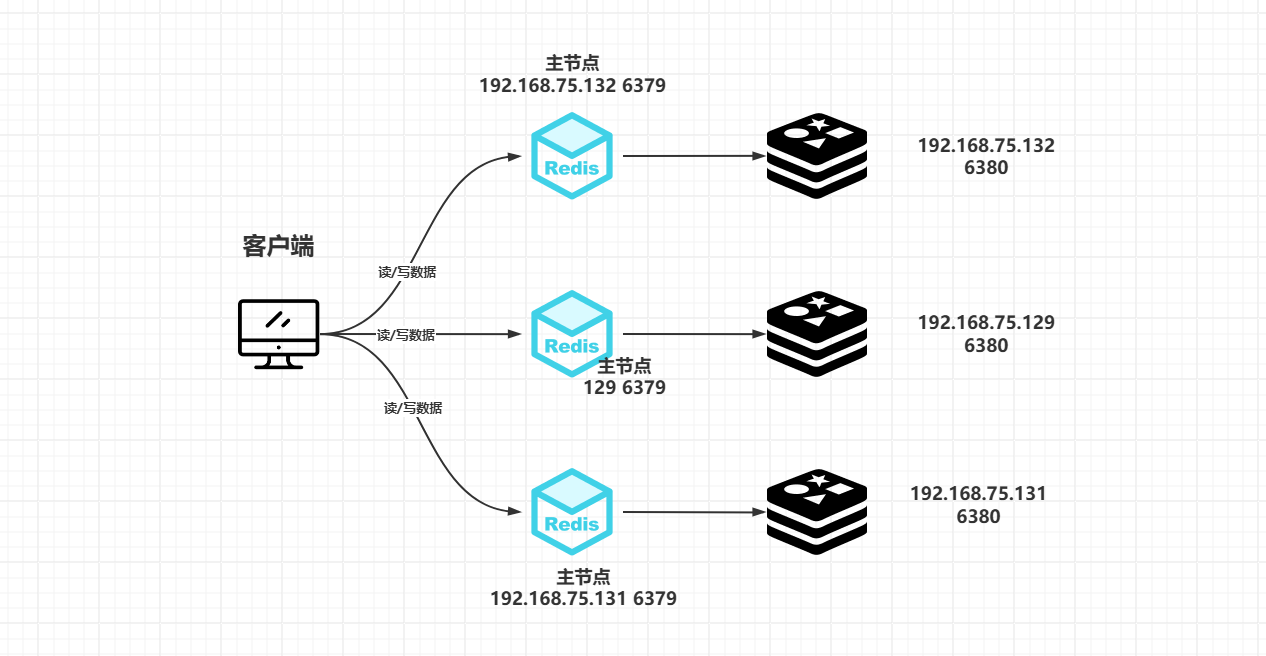 主节点
192.168.75.132 6379
Redis
192.168.75.132
6380
客户端
读/写数据
读/写数据
Redis
主节点
129 6379
192.168.75.129
6380
读/写数据
Redis
主节点
192.168.75.131 6379
192.168.75.131
6380